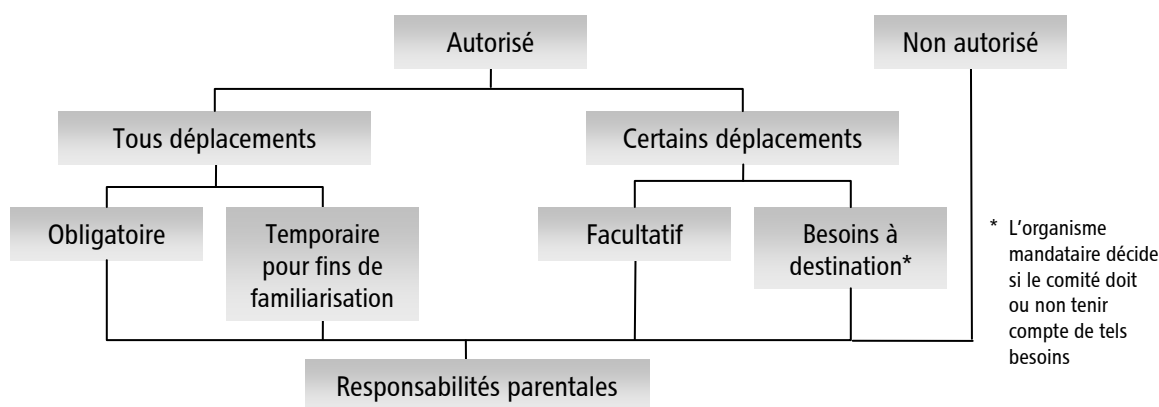 Autorisé
Non autorisé
Tous déplacements
Certains déplacements
Obligatoire
Temporaire
pour fins de
familiarisation
Facultatif
Besoins à
destination*
* L'organisme
mandataire décide
si le comité doit
ou non tenir
compte de tels
besoins
Responsabilités parentales